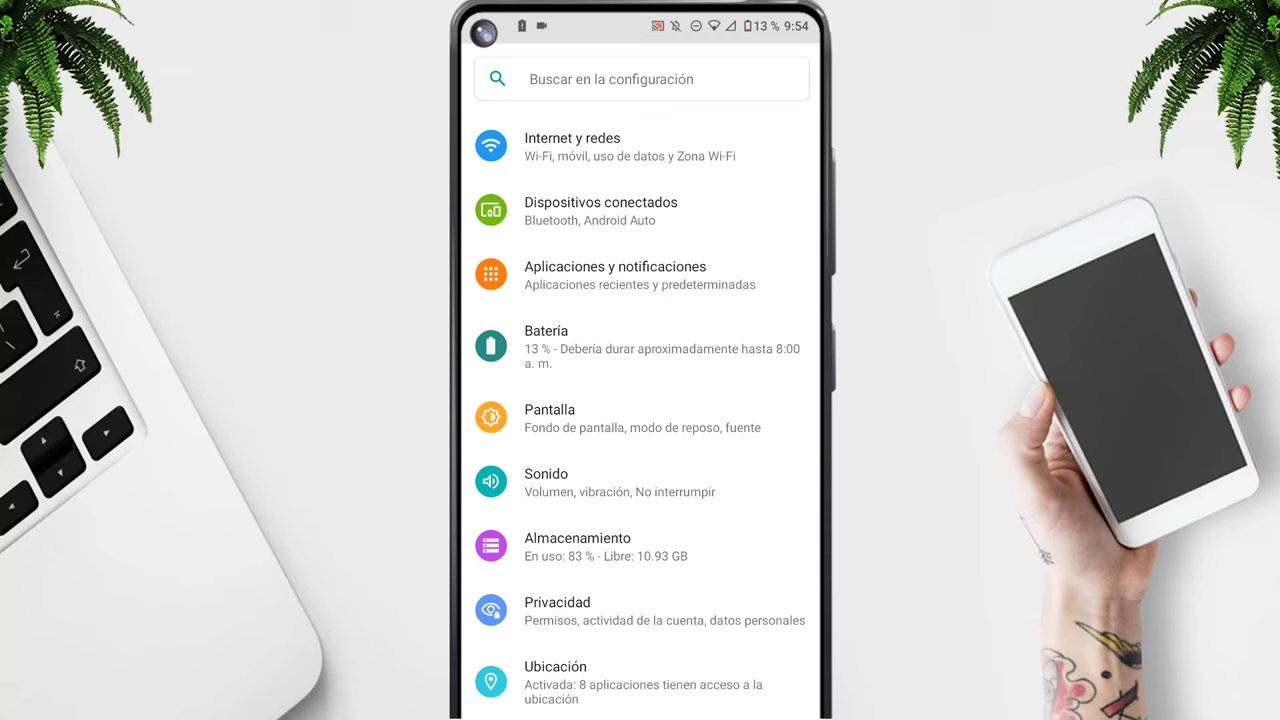 13 % 9:54
Buscar en la configuración
Internet y redes
Wi-Fi, móvil, uso de datos y Zona Wi-Fi
Dispositivos conectados
Bluetooth, Android Auto
Aplicaciones y notificaciones
Aplicaciones recientes y predeterminadas
Batería
13 % - Debería durar aproximadamente hasta 8:00
a. m.
Pantalla
Fondo de pantalla, modo de reposo, fuente
Sonido
Volumen, vibración, No interrumpir
Almacenamiento
En uso: 83 % - Libre: 10.93 GB
Privacidad
Permisos, actividad de la cuenta, datos personales
Ubicación
Activada: 8 aplicaciones tienen acceso a la
ubicación